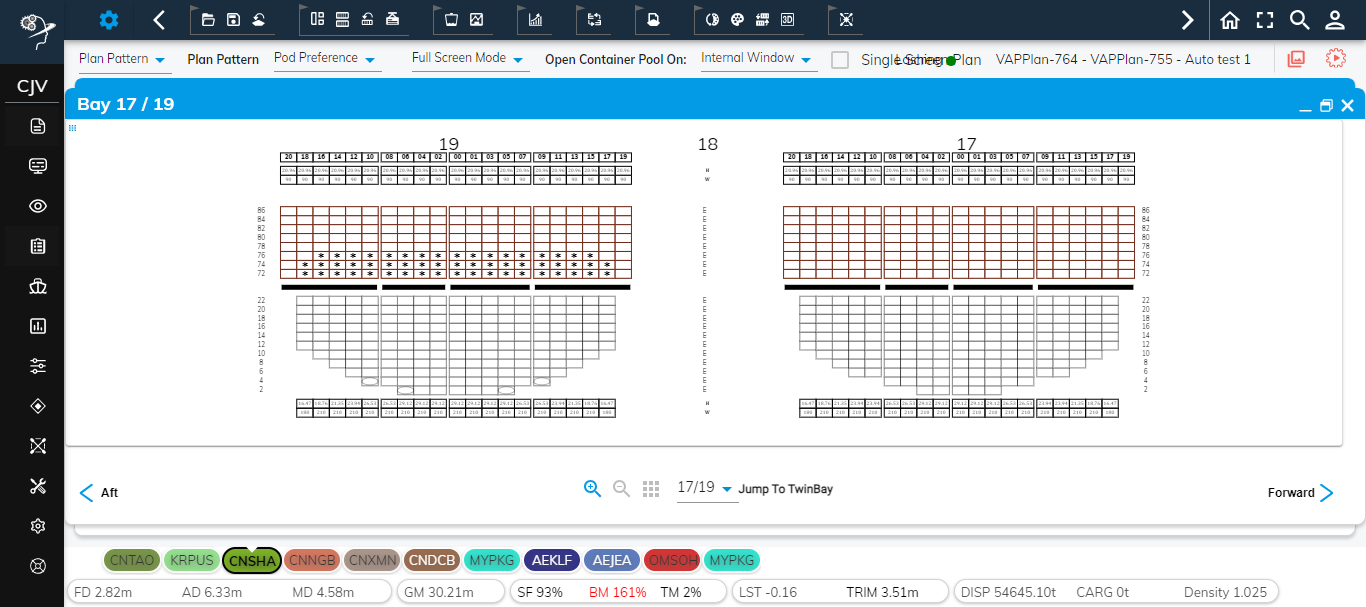 Plan Pattern
Plan Pattern
Pod Preference
Full Screen Mode
Open Container Pool On:
Internal Window
Single Screen Plan
VAPPlan-764 - VAPPlan-755 - Auto test 1
CJV
Bay 17 / 19
19 18 17
20 18 16 14 12 10 08 06 04 02 00 01 03 05 07 09 11 13 15 17 19
20 18 16 14 12 10 08 06 04 02 00 01 03 05 07 09 11 13 15 17 19
H
W
86 E 86
84 E 84
82 E 82
80 E 80
78 E 78
76 * * * * * * * * * * * * * * * * * E 76
74 * * * * * * * * * * * * * * * * * * * E 74
72 * * * * * * * * * * * * * * * * * * * E 72
22 E 22
20 E 20
18 E 18
16 E 16
14 E 14
12 E 12
10 E 10
8 E 8
6 E 6
4 E 4
2 E 2
H
W
Aft
17/19
Jump To TwinBay
Forward
CNTAO KRPUS CNSHA CNNGB CNXMN CNDCB MYPKG AEKLF AEJEA OMSOH MYPKG
FD 2.82m AD 6.33m MD 4.58m GM 30.21m SF 93% BM 161% TM 2% LST -0.16 TRIM 3.51m DISP 54645.10t CARG 0t Density 1.025